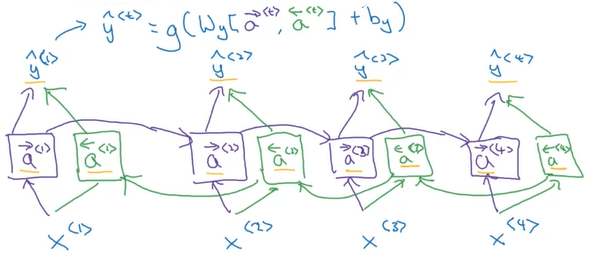 ŷ<t> = g(Wy[a→<t>, a←<t>] + by)
ŷ<1> ŷ<2> ŷ<3> ŷ<4>
a→<1> a←<1> a→<2> a←<2> a→<3> a←<3> a→<4> a←<4>
x<1> x<2> x<3> x<4>